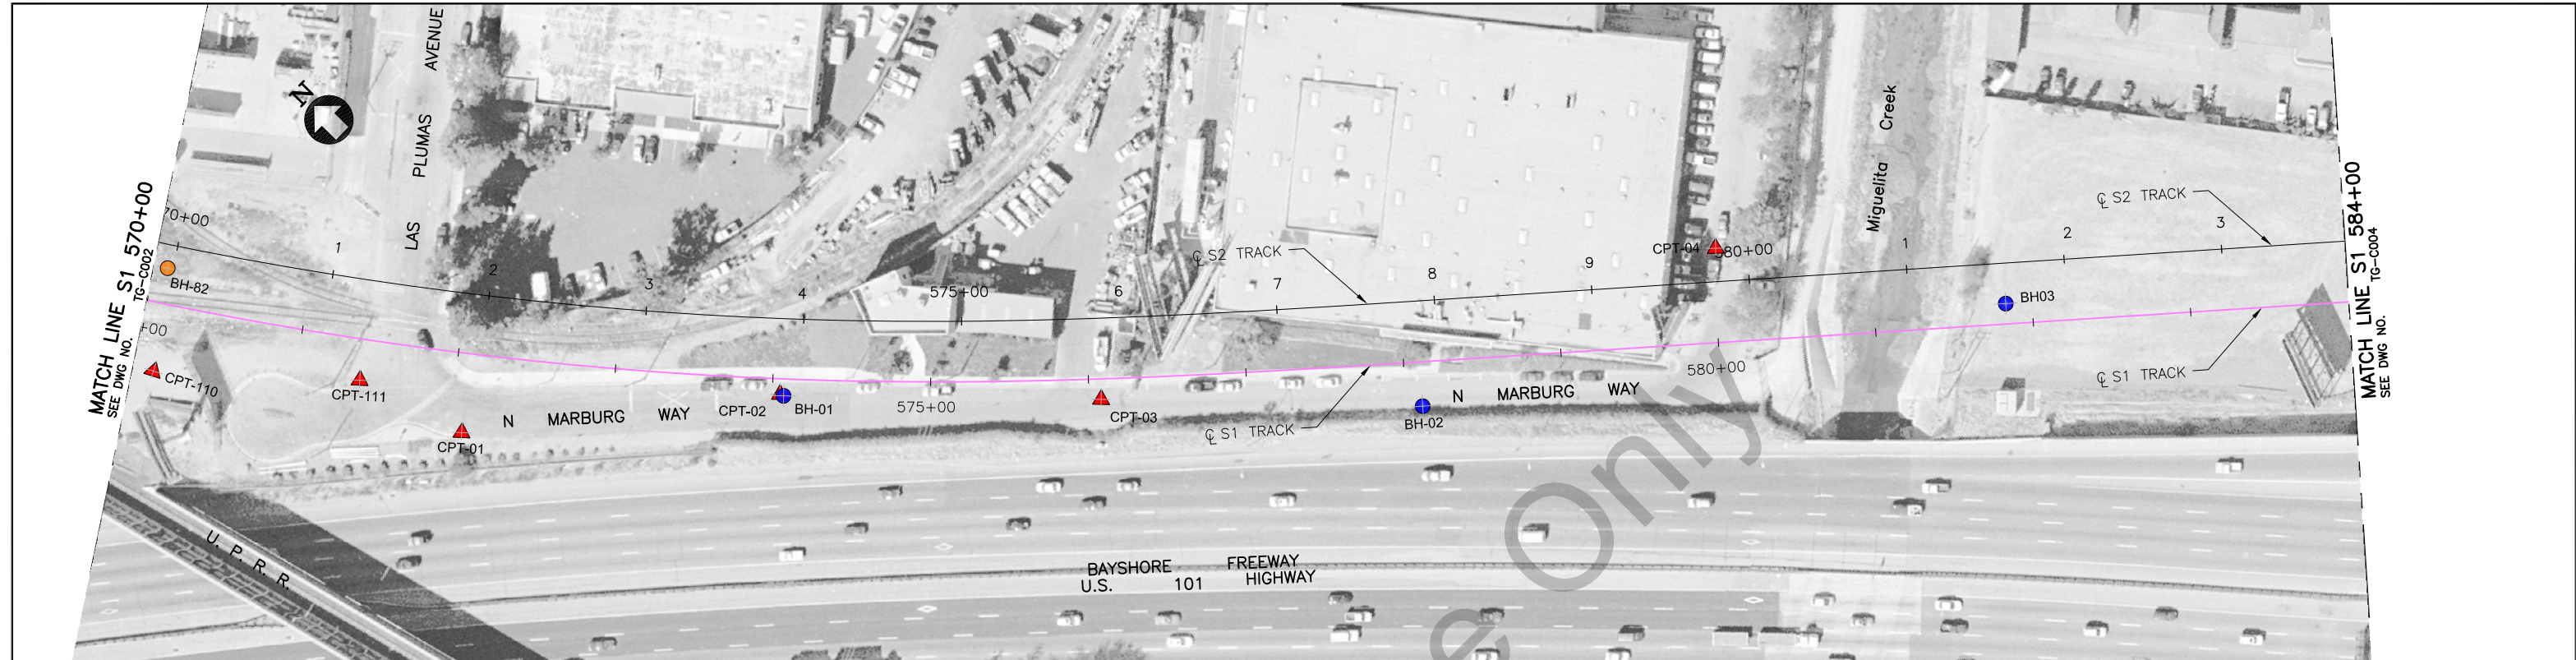 AVENUE
PLUMAS
LAS
N
MATCH LINE S1 570+00
SEE DWG NO. TG-C002
70+00
1
2
3
4
575+00
6
7
8
9
580+00
1
2
3
BH-82
+00
CPT-110
CPT-111
CPT-01
N MARBURG WAY
CPT-02
BH-01
575+00
CPT-03
℄ S2 TRACK
℄ S1 TRACK
BH-02
N MARBURG WAY
CPT-04
580+00
Miguelita Creek
BH03
℄ S2 TRACK
℄ S1 TRACK
MATCH LINE S1 584+00
SEE DWG NO. TG-C004
U. P. R. R.
BAYSHORE FREEWAY
U.S. 101 HIGHWAY
e Only